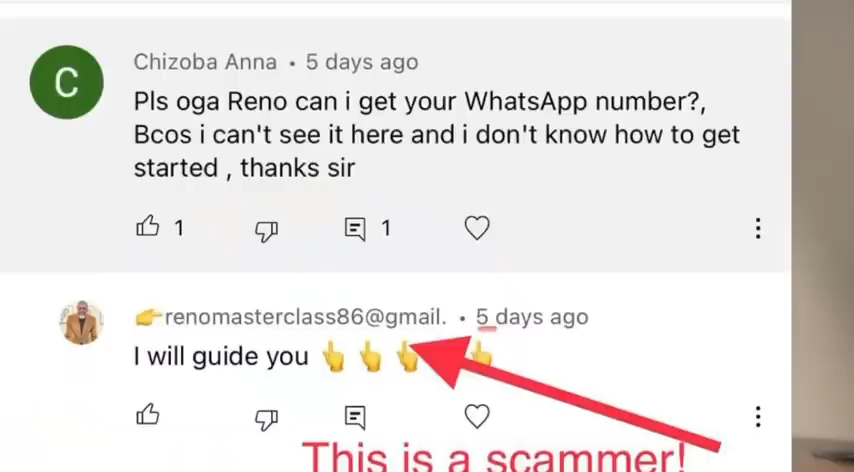 C
Chizoba Anna • 5 days ago
Pls oga Reno can i get your WhatsApp number?,
Bcos i can't see it here and i don't know how to get
started , thanks sir
1
1
👉renomasterclass86@gmail. • 5 days ago
I will guide you 👆👆👆👆
This is a scammer!